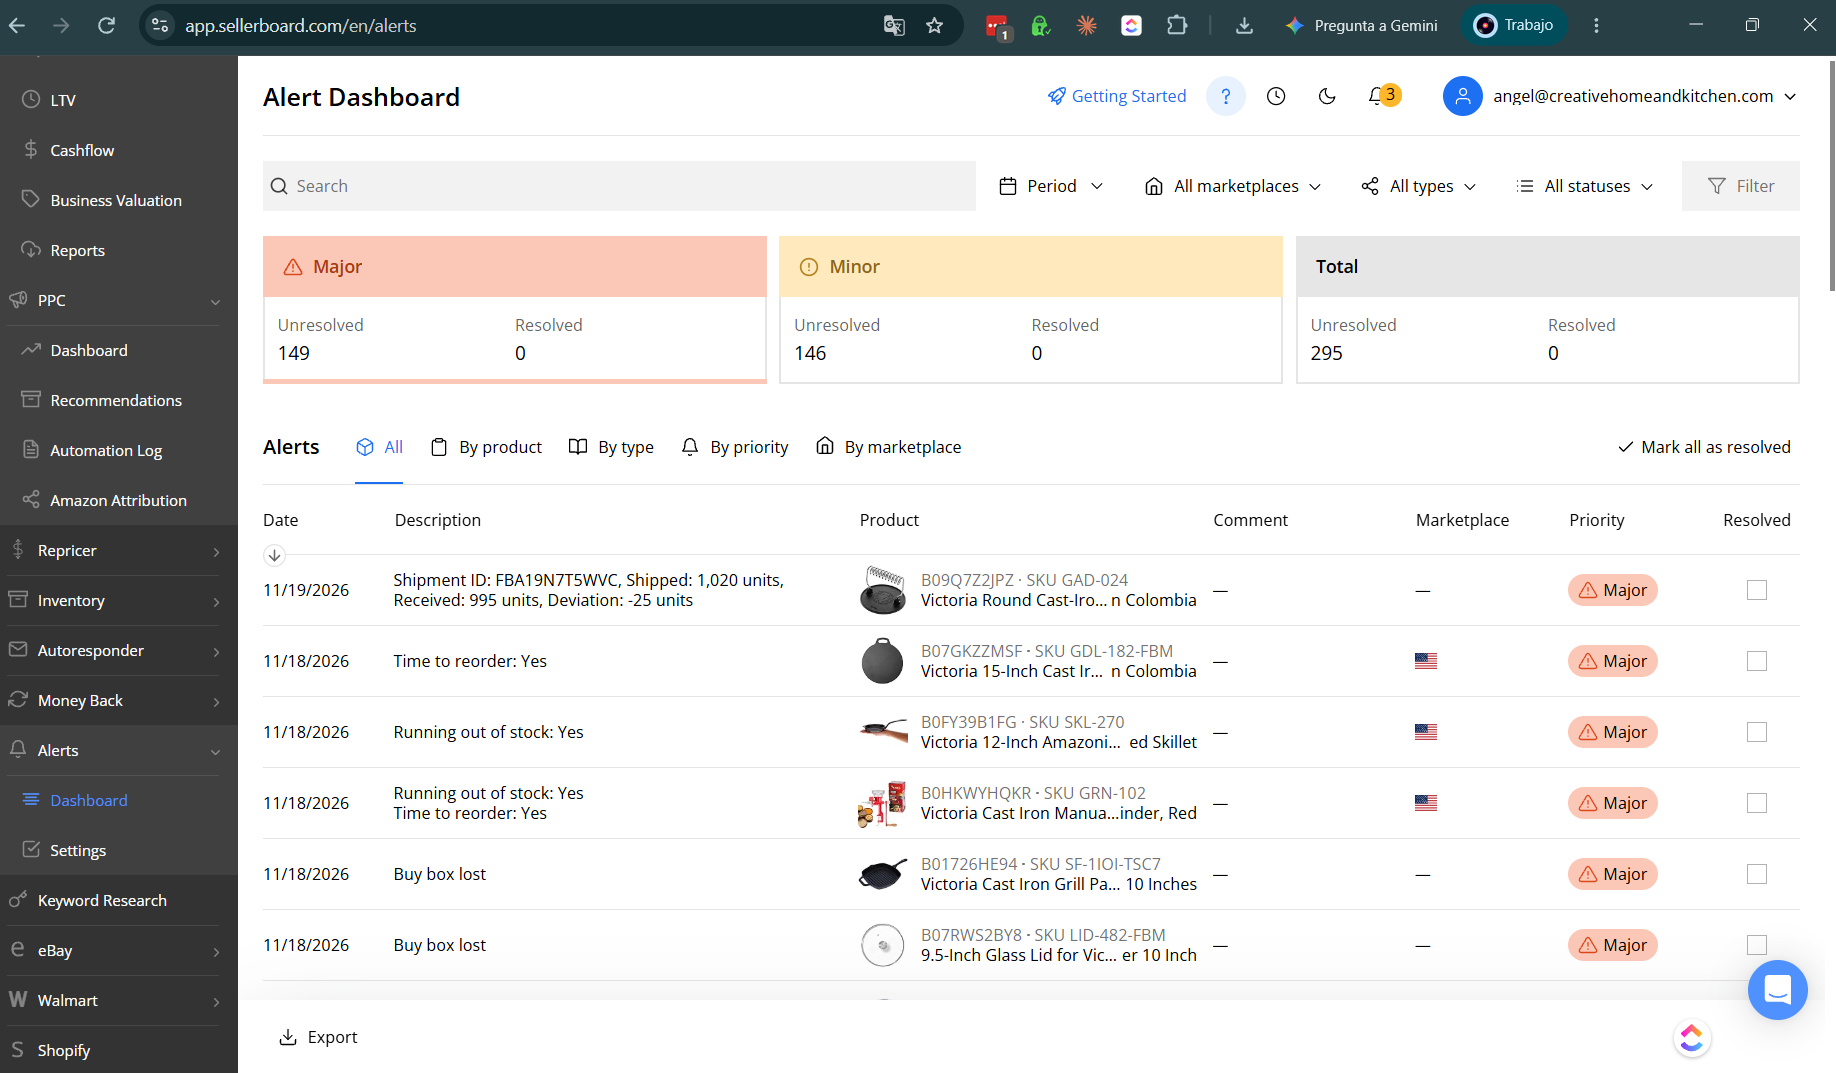 app.sellerboard.com/en/alerts
1
Pregunta a Gemini
Trabajo
LTV
Cashflow
Business Valuation
Reports
PPC
Dashboard
Recommendations
Automation Log
Amazon Attribution
Repricer
Inventory
Autoresponder
Money Back
Alerts
Dashboard
Settings
Keyword Research
eBay
Walmart
Shopify
Alert Dashboard
Getting Started
?
3
angel@creativehomeandkitchen.com
Search
Period
All marketplaces
All types
All statuses
Filter
Major
Unresolved Resolved
149 0
Minor
Unresolved Resolved
146 0
Total
Unresolved Resolved
295 0
Alerts All By product By type By priority By marketplace Mark all as resolved
Date Description Product Comment Marketplace Priority Resolved
11/19/2026
Shipment ID: FBA19N7T5WVC, Shipped: 1,020 units,
Received: 995 units, Deviation: -25 units
B09Q7Z2JPZ · SKU GAD-024
Victoria Round Cast-Iro... n Colombia
— — Major
11/18/2026
Time to reorder: Yes
B07GKZZMSF · SKU GDL-182-FBM
Victoria 15-Inch Cast Ir... n Colombia
— Major
11/18/2026
Running out of stock: Yes
B0FY39B1FG · SKU SKL-270
Victoria 12-Inch Amazoni... ed Skillet
— Major
11/18/2026
Running out of stock: Yes
Time to reorder: Yes
B0HKWYHQKR · SKU GRN-102
Victoria Cast Iron Manua...inder, Red
— Major
11/18/2026
Buy box lost
B01726HE94 · SKU SF-1IOI-TSC7
Victoria Cast Iron Grill Pa... 10 Inches
— — Major
11/18/2026
Buy box lost
B07RWS2BY8 · SKU LID-482-FBM
9.5-Inch Glass Lid for Vic... er 10 Inch
— — Major
Export